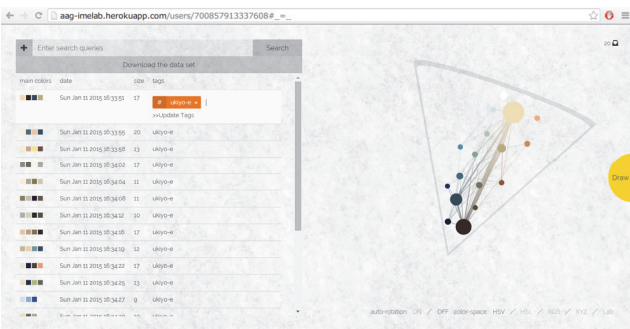 aag-imelab.herokuapp.com/users/700857913337608#_=_
+ Enter search queries Search
20
Download the data set
main colors date size tags
Sun Jan 11 2015 16:33:51 17 # ukiyo-e
>>Update Tags
Sun Jan 11 2015 16:33:55 20 ukiyo-e
Sun Jan 11 2015 16:33:58 13 ukiyo-e
Sun Jan 11 2015 16:34:02 17 ukiyo-e
Sun Jan 11 2015 16:34:04 11 ukiyo-e
Draw
Sun Jan 11 2015 16:34:08 11 ukiyo-e
Sun Jan 11 2015 16:34:12 10 ukiyo-e
Sun Jan 11 2015 16:34:16 17 ukiyo-e
Sun Jan 11 2015 16:34:19 12 ukiyo-e
Sun Jan 11 2015 16:34:22 17 ukiyo-e
Sun Jan 11 2015 16:34:25 13 ukiyo-e
Sun Jan 11 2015 16:34:27 9 ukiyo-e
auto-rotation ON / OFF color-space HSV / HSL / RGB / XYZ / Lab